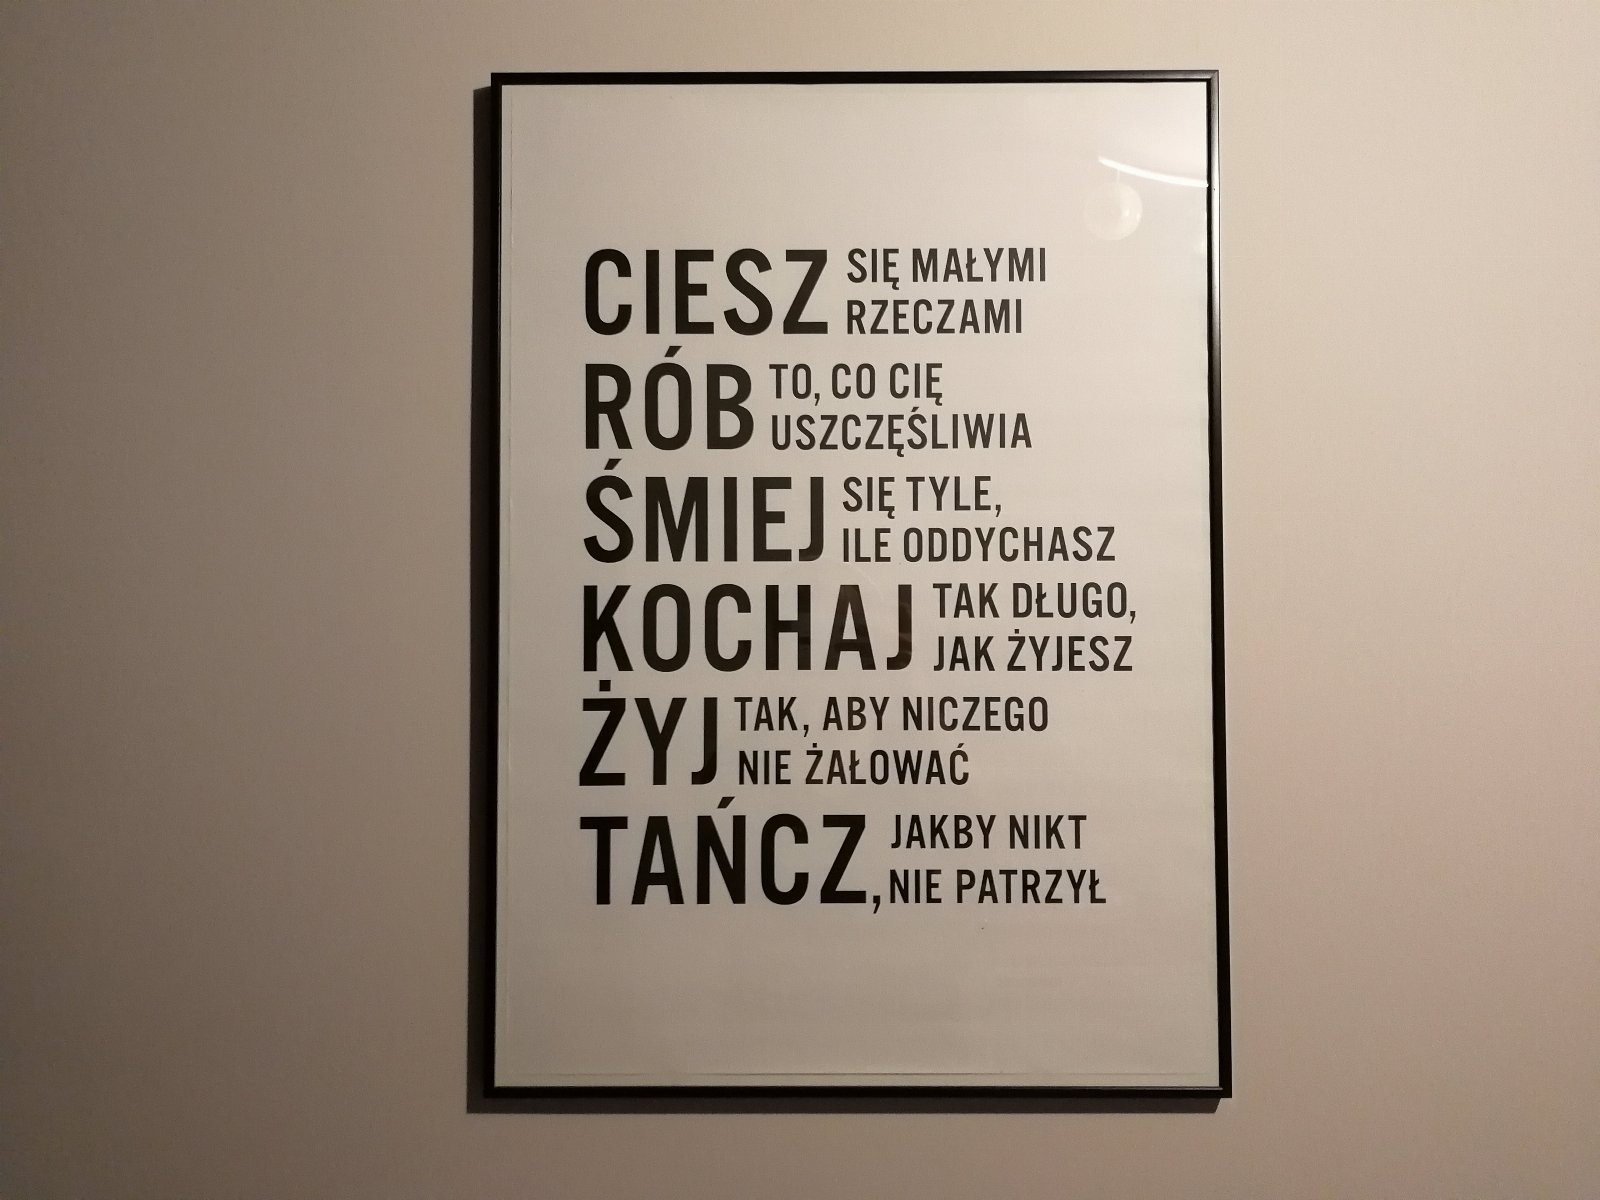 CIESZ SIĘ MAŁYMI
RZECZAMI
RÓB TO, CO CIĘ
USZCZĘŚLIWIA
ŚMIEJ SIĘ TYLE,
ILE ODDYCHASZ
KOCHAJ TAK DŁUGO,
JAK ŻYJESZ
ŻYJ TAK, ABY NICZEGO
NIE ŻAŁOWAĆ
TAŃCZ, JAKBY NIKT
NIE PATRZYŁ